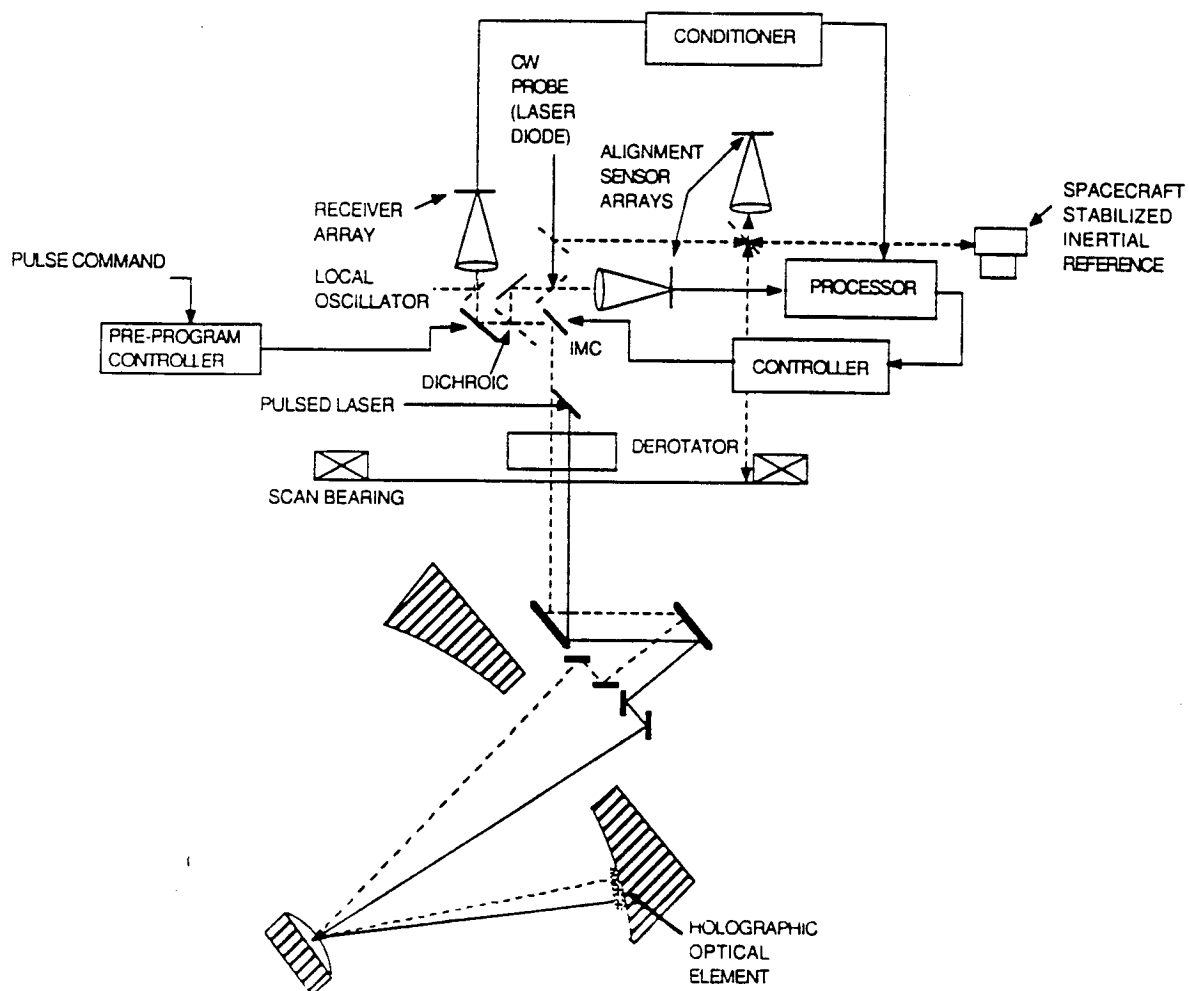 CONDITIONER
CW
PROBE
(LASER
DIODE)
ALIGNMENT
SENSOR
ARRAYS
SPACECRAFT
STABILIZED
INERTIAL
REFERENCE
RECEIVER
ARRAY
PULSE COMMAND
LOCAL
OSCILLATOR
PROCESSOR
PRE-PROGRAM
CONTROLLER
IMC
CONTROLLER
DICHROIC
PULSED LASER
DEROTATOR
SCAN BEARING
HOLOGRAPHIC
OPTICAL
ELEMENT